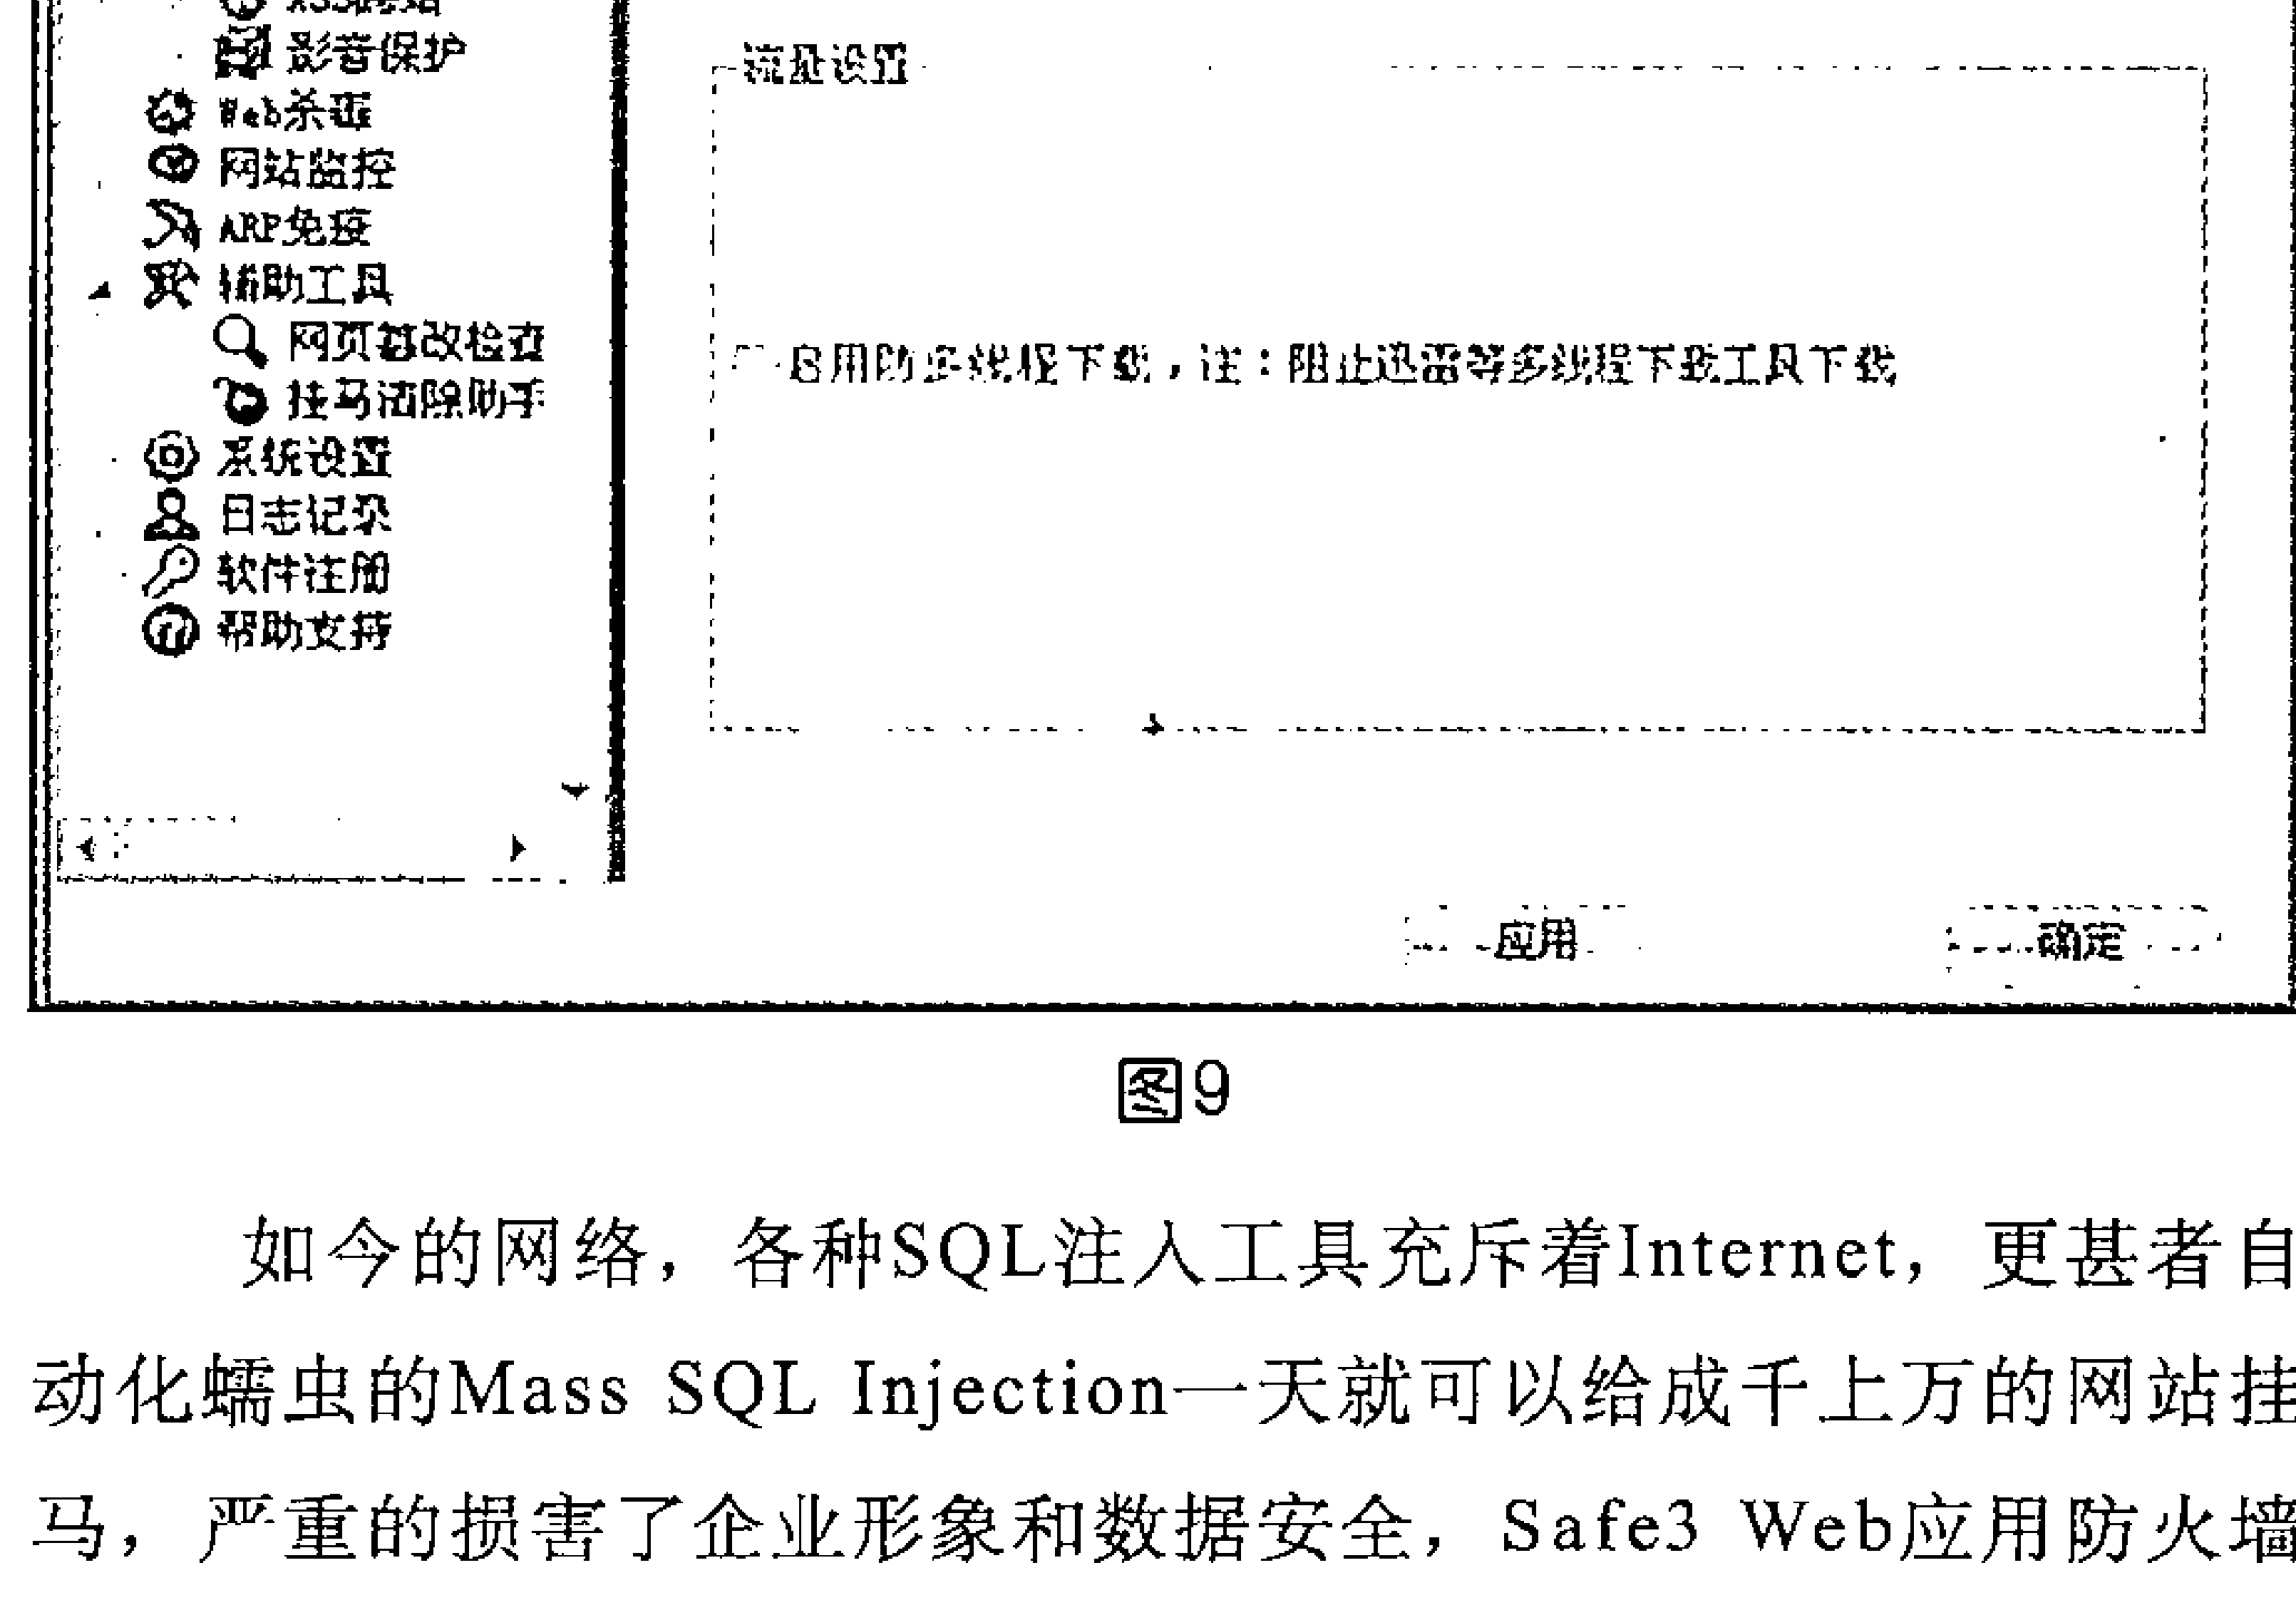 XSS跨站
影音保护
Web杀毒
网站监控
ARP免疫
辅助工具
网页篡改检查
挂马清除助手
系统设置
日志记录
软件注册
帮助支持
流量设置
启用防多线程下载，注：阻止迅雷等多线程下载工具下载
应用
确定
图9
如今的网络，各种SQL注入工具充斥着Internet，更甚者自
动化蠕虫的Mass SQL Injection一天就可以给成千上万的网站挂
马，严重的损害了企业形象和数据安全，Safe3 Web应用防火墙